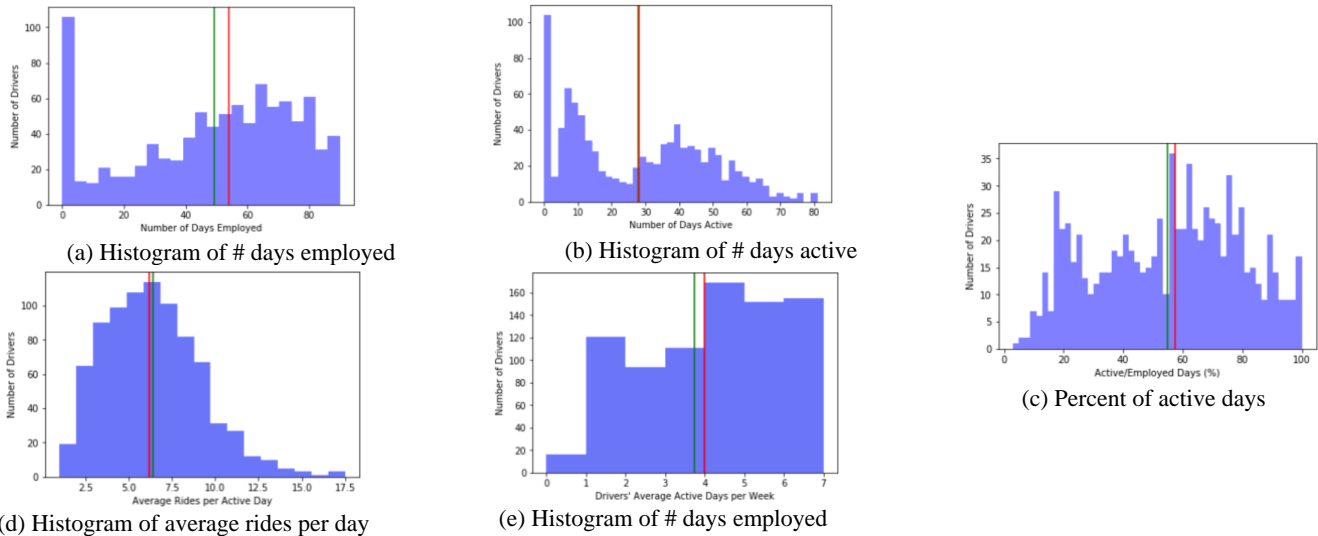 100
80
60
40
20
0
Number of Drivers
0 20 40 60 80
Number of Days Employed
(a) Histogram of # days employed
100
80
60
40
20
0
Number of Drivers
0 10 20 30 40 50 60 70 80
Number of Days Active
(b) Histogram of # days active
35
30
25
20
15
10
5
0
Number of Drivers
0 20 40 60 80 100
Active/Employed Days (%)
(c) Percent of active days
100
80
60
40
20
0
Number of Drivers
2.5 5.0 7.5 10.0 12.5 15.0 17.5
Average Rides per Active Day
(d) Histogram of average rides per day
160
140
120
100
80
60
40
20
0
Number of Drivers
0 1 2 3 4 5 6 7
Drivers' Average Active Days per Week
(e) Histogram of # days employed